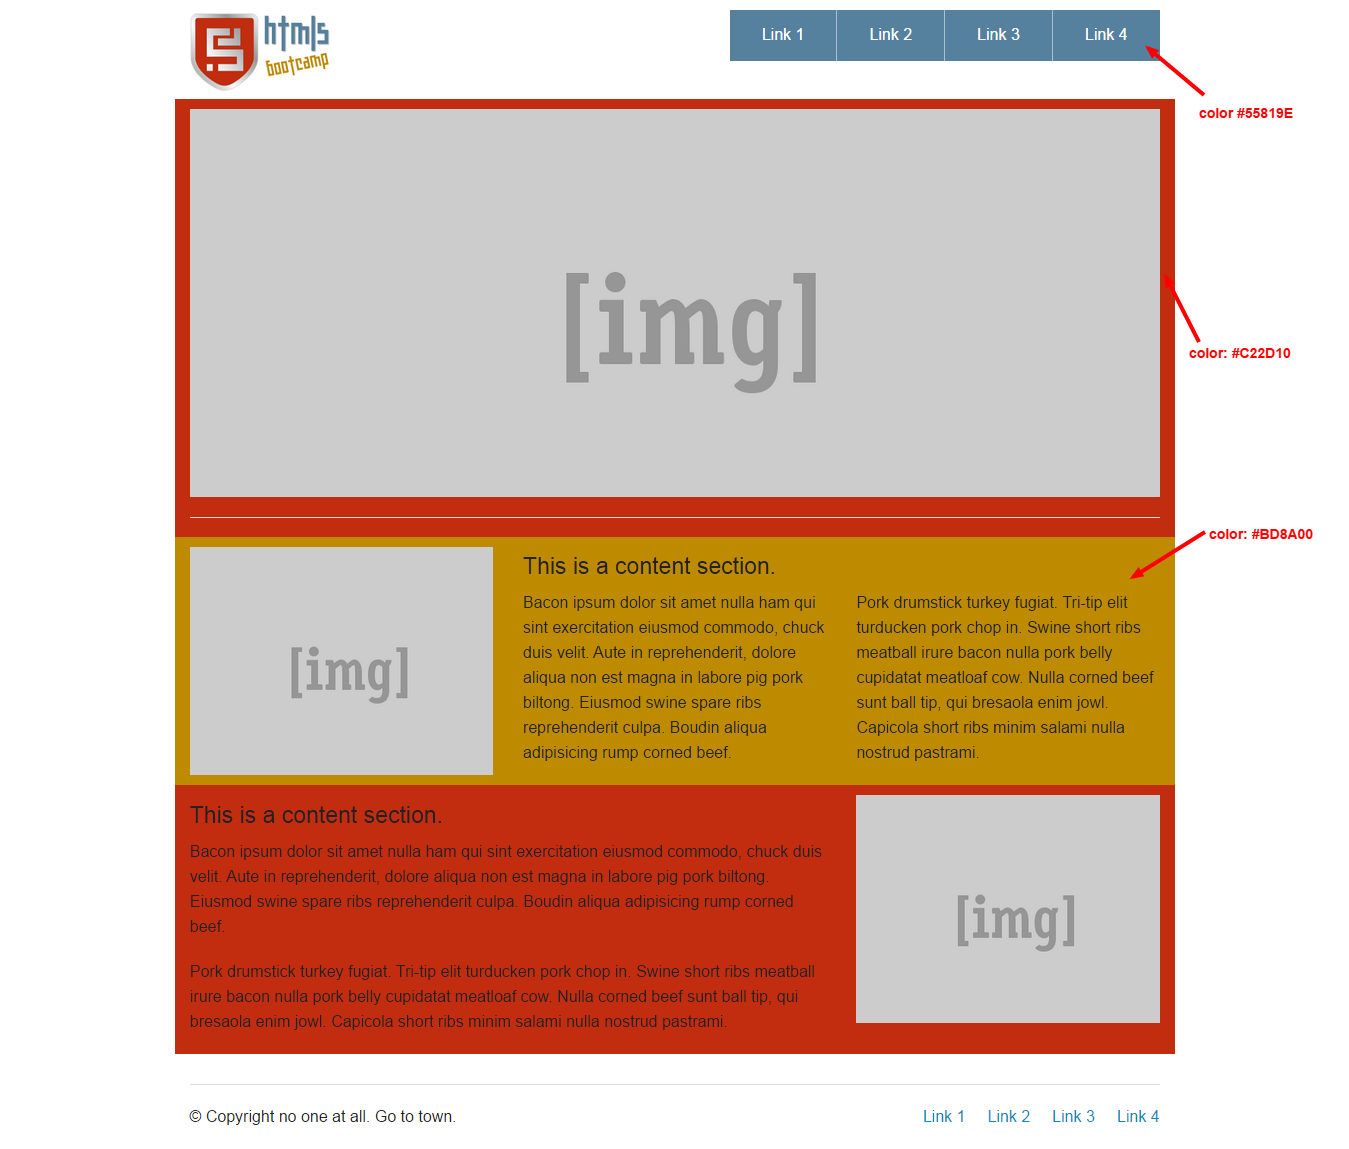 html5
bootcamp
Link 1 Link 2 Link 3 Link 4
color #55819E
[img]
color: #C22D10
color: #BD8A00
[img]
This is a content section.
Bacon ipsum dolor sit amet nulla ham qui
sint exercitation eiusmod commodo, chuck
duis velit. Aute in reprehenderit, dolore
aliqua non est magna in labore pig pork
biltong. Eiusmod swine spare ribs
reprehenderit culpa. Boudin aliqua
adipisicing rump corned beef.
Pork drumstick turkey fugiat. Tri-tip elit
turducken pork chop in. Swine short ribs
meatball irure bacon nulla pork belly
cupidatat meatloaf cow. Nulla corned beef
sunt ball tip, qui bresaola enim jowl.
Capicola short ribs minim salami nulla
nostrud pastrami.
This is a content section.
Bacon ipsum dolor sit amet nulla ham qui sint exercitation eiusmod commodo, chuck duis
velit. Aute in reprehenderit, dolore aliqua non est magna in labore pig pork biltong.
Eiusmod swine spare ribs reprehenderit culpa. Boudin aliqua adipisicing rump corned
beef.
Pork drumstick turkey fugiat. Tri-tip elit turducken pork chop in. Swine short ribs meatball
irure bacon nulla pork belly cupidatat meatloaf cow. Nulla corned beef sunt ball tip, qui
bresaola enim jowl. Capicola short ribs minim salami nulla nostrud pastrami.
[img]
© Copyright no one at all. Go to town.
Link 1 Link 2 Link 3 Link 4